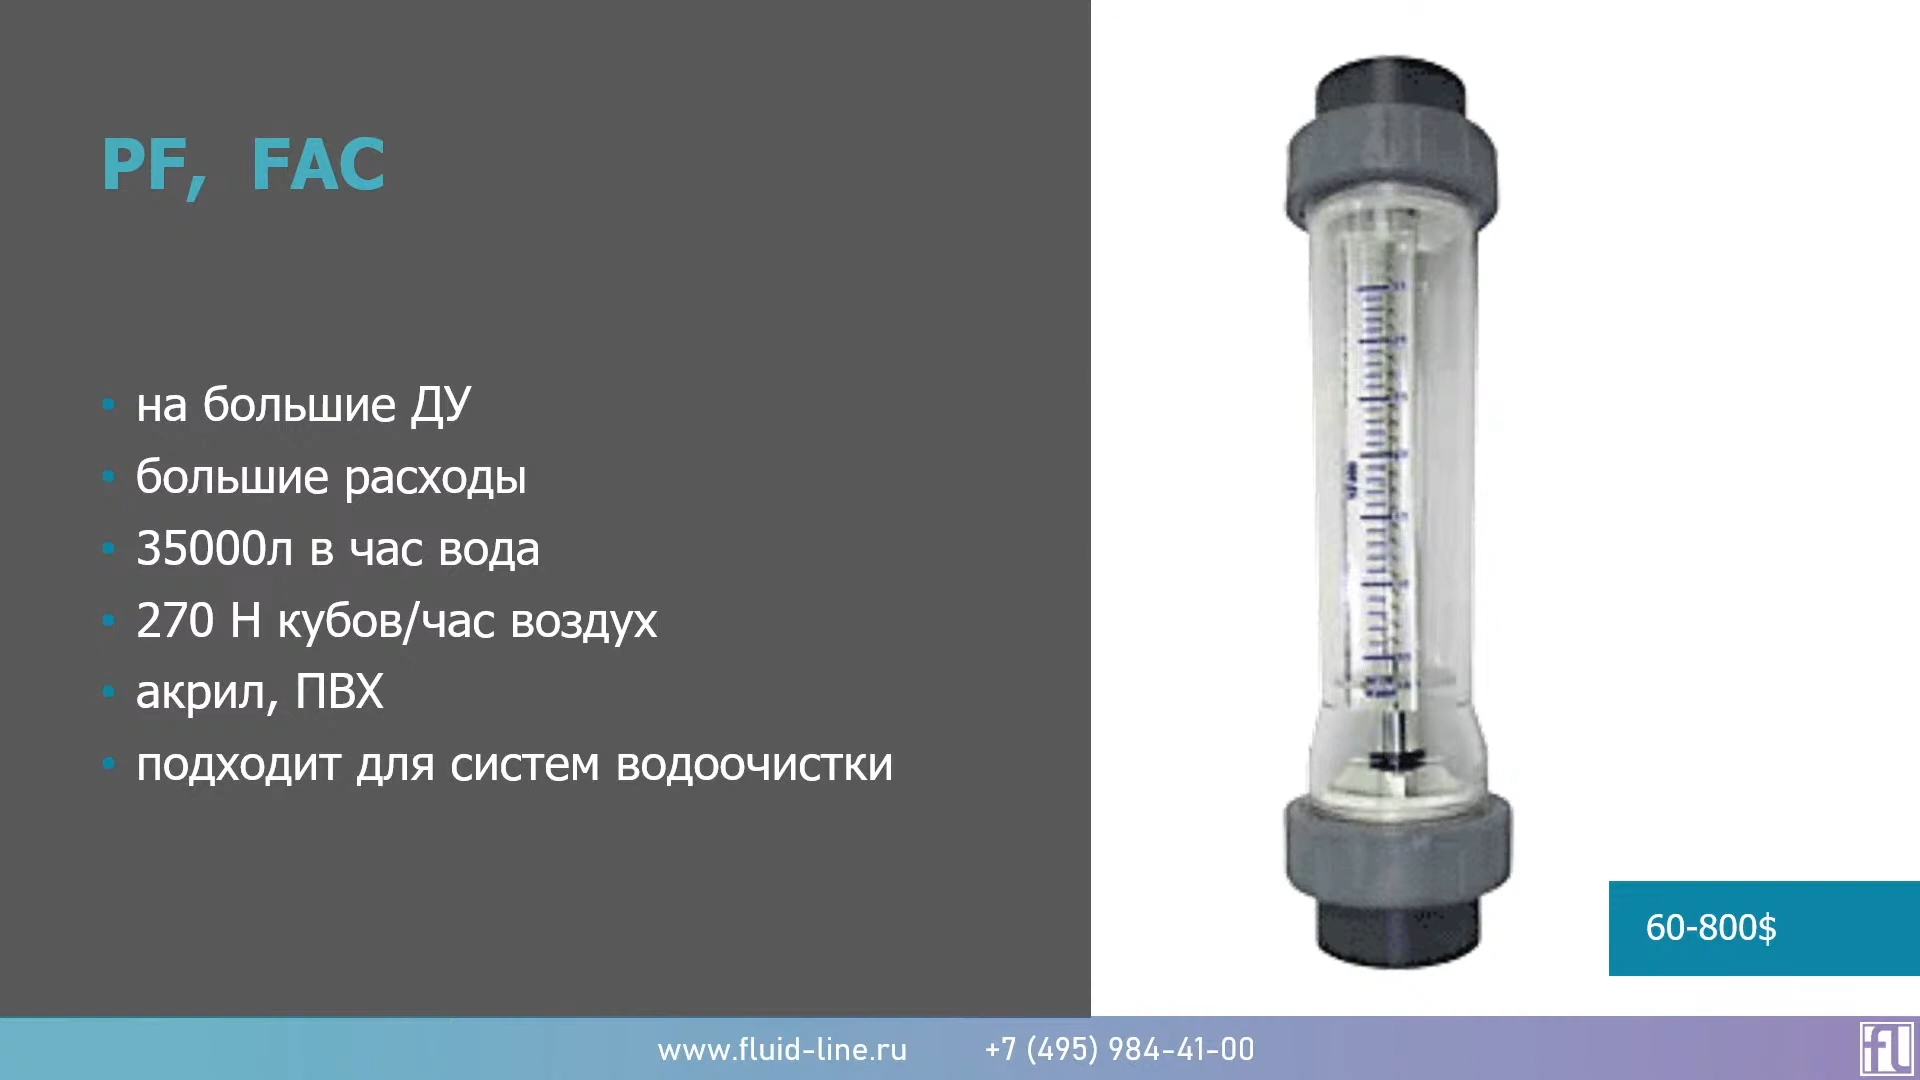 PF, FAC
на большие ДУ
большие расходы
35000л в час вода
270 Н кубов/час воздух
акрил, ПВХ
подходит для систем водоочистки
60-800$
www.fluid-line.ru
+7 (495) 984-41-00
fl